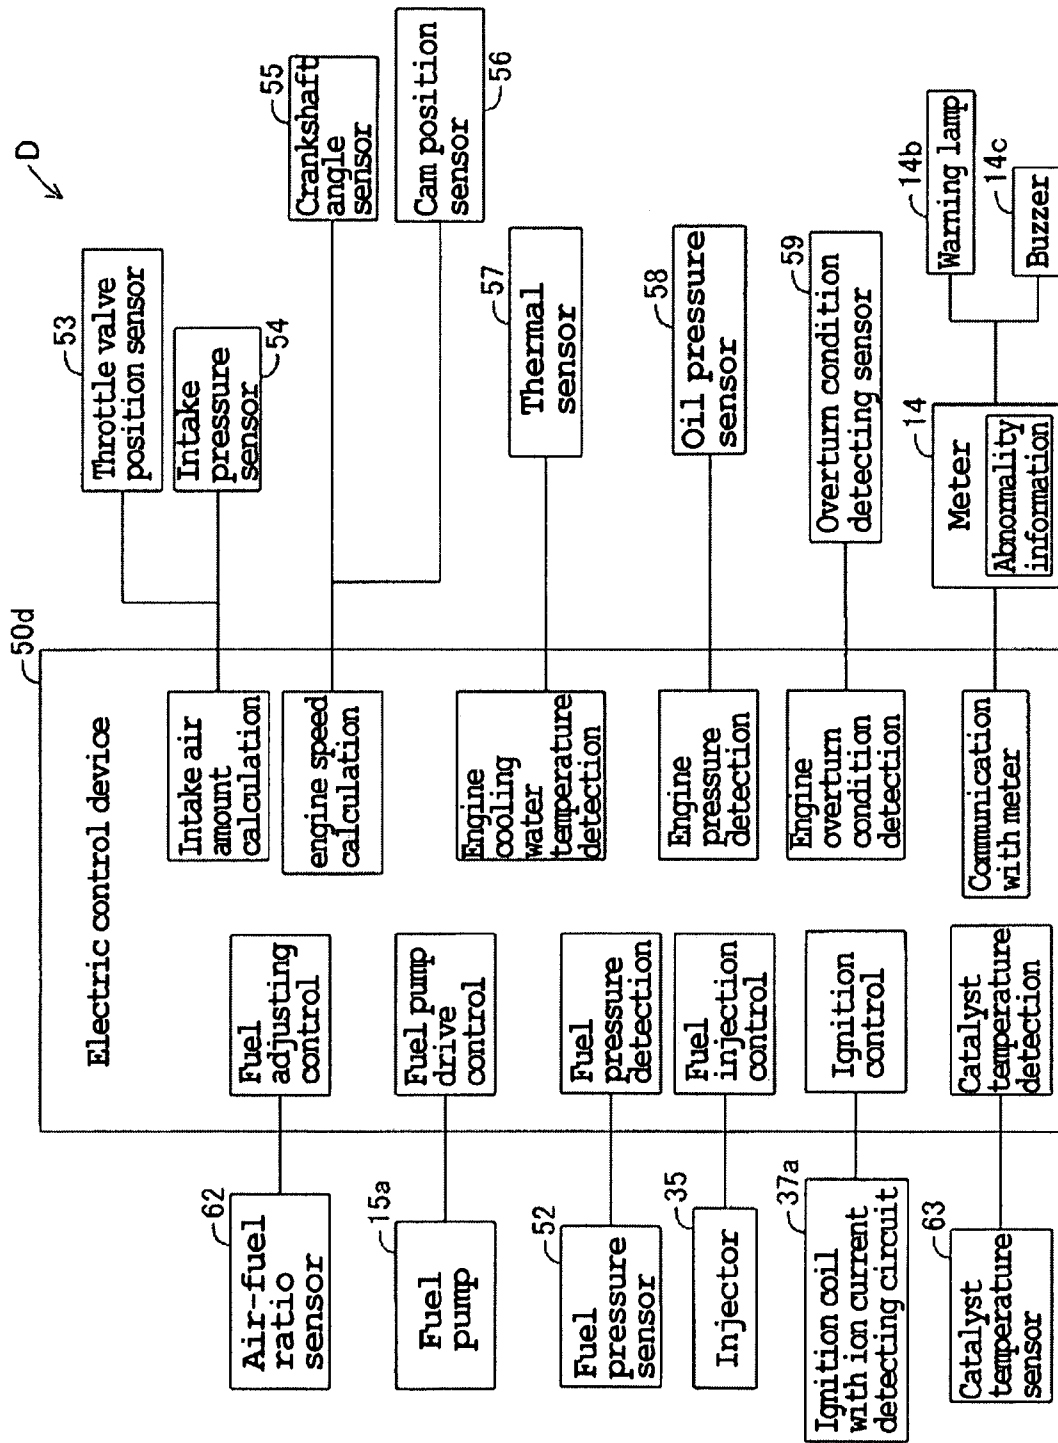 D
50d
Electric control device
62
Air-fuel
ratio
sensor
Fuel
adjusting
control
Intake air
amount
calculation
53
Throttle valve
position sensor
Intake
pressure
sensor
54
engine speed
calculation
55
Crankshaft
angle
sensor
Cam position
sensor
56
15a
Fuel
pump
Fuel pump
drive
control
Engine
cooling
water
temperature
detection
57
Thermal
sensor
52
Fuel
pressure
sensor
Fuel
pressure
detection
Engine
pressure
detection
58
Oil pressure
sensor
35
Injector
Fuel
injection
control
37a
Ignition coil
with ion current
detecting circuit
Ignition
control
Engine
overturn
condition
detection
59
Overturn condition
detecting sensor
63
Catalyst
temperature
sensor
Catalyst
temperature
detection
Communication
with meter
14
Meter
Abnormality
information
14b
Warning lamp
14c
Buzzer